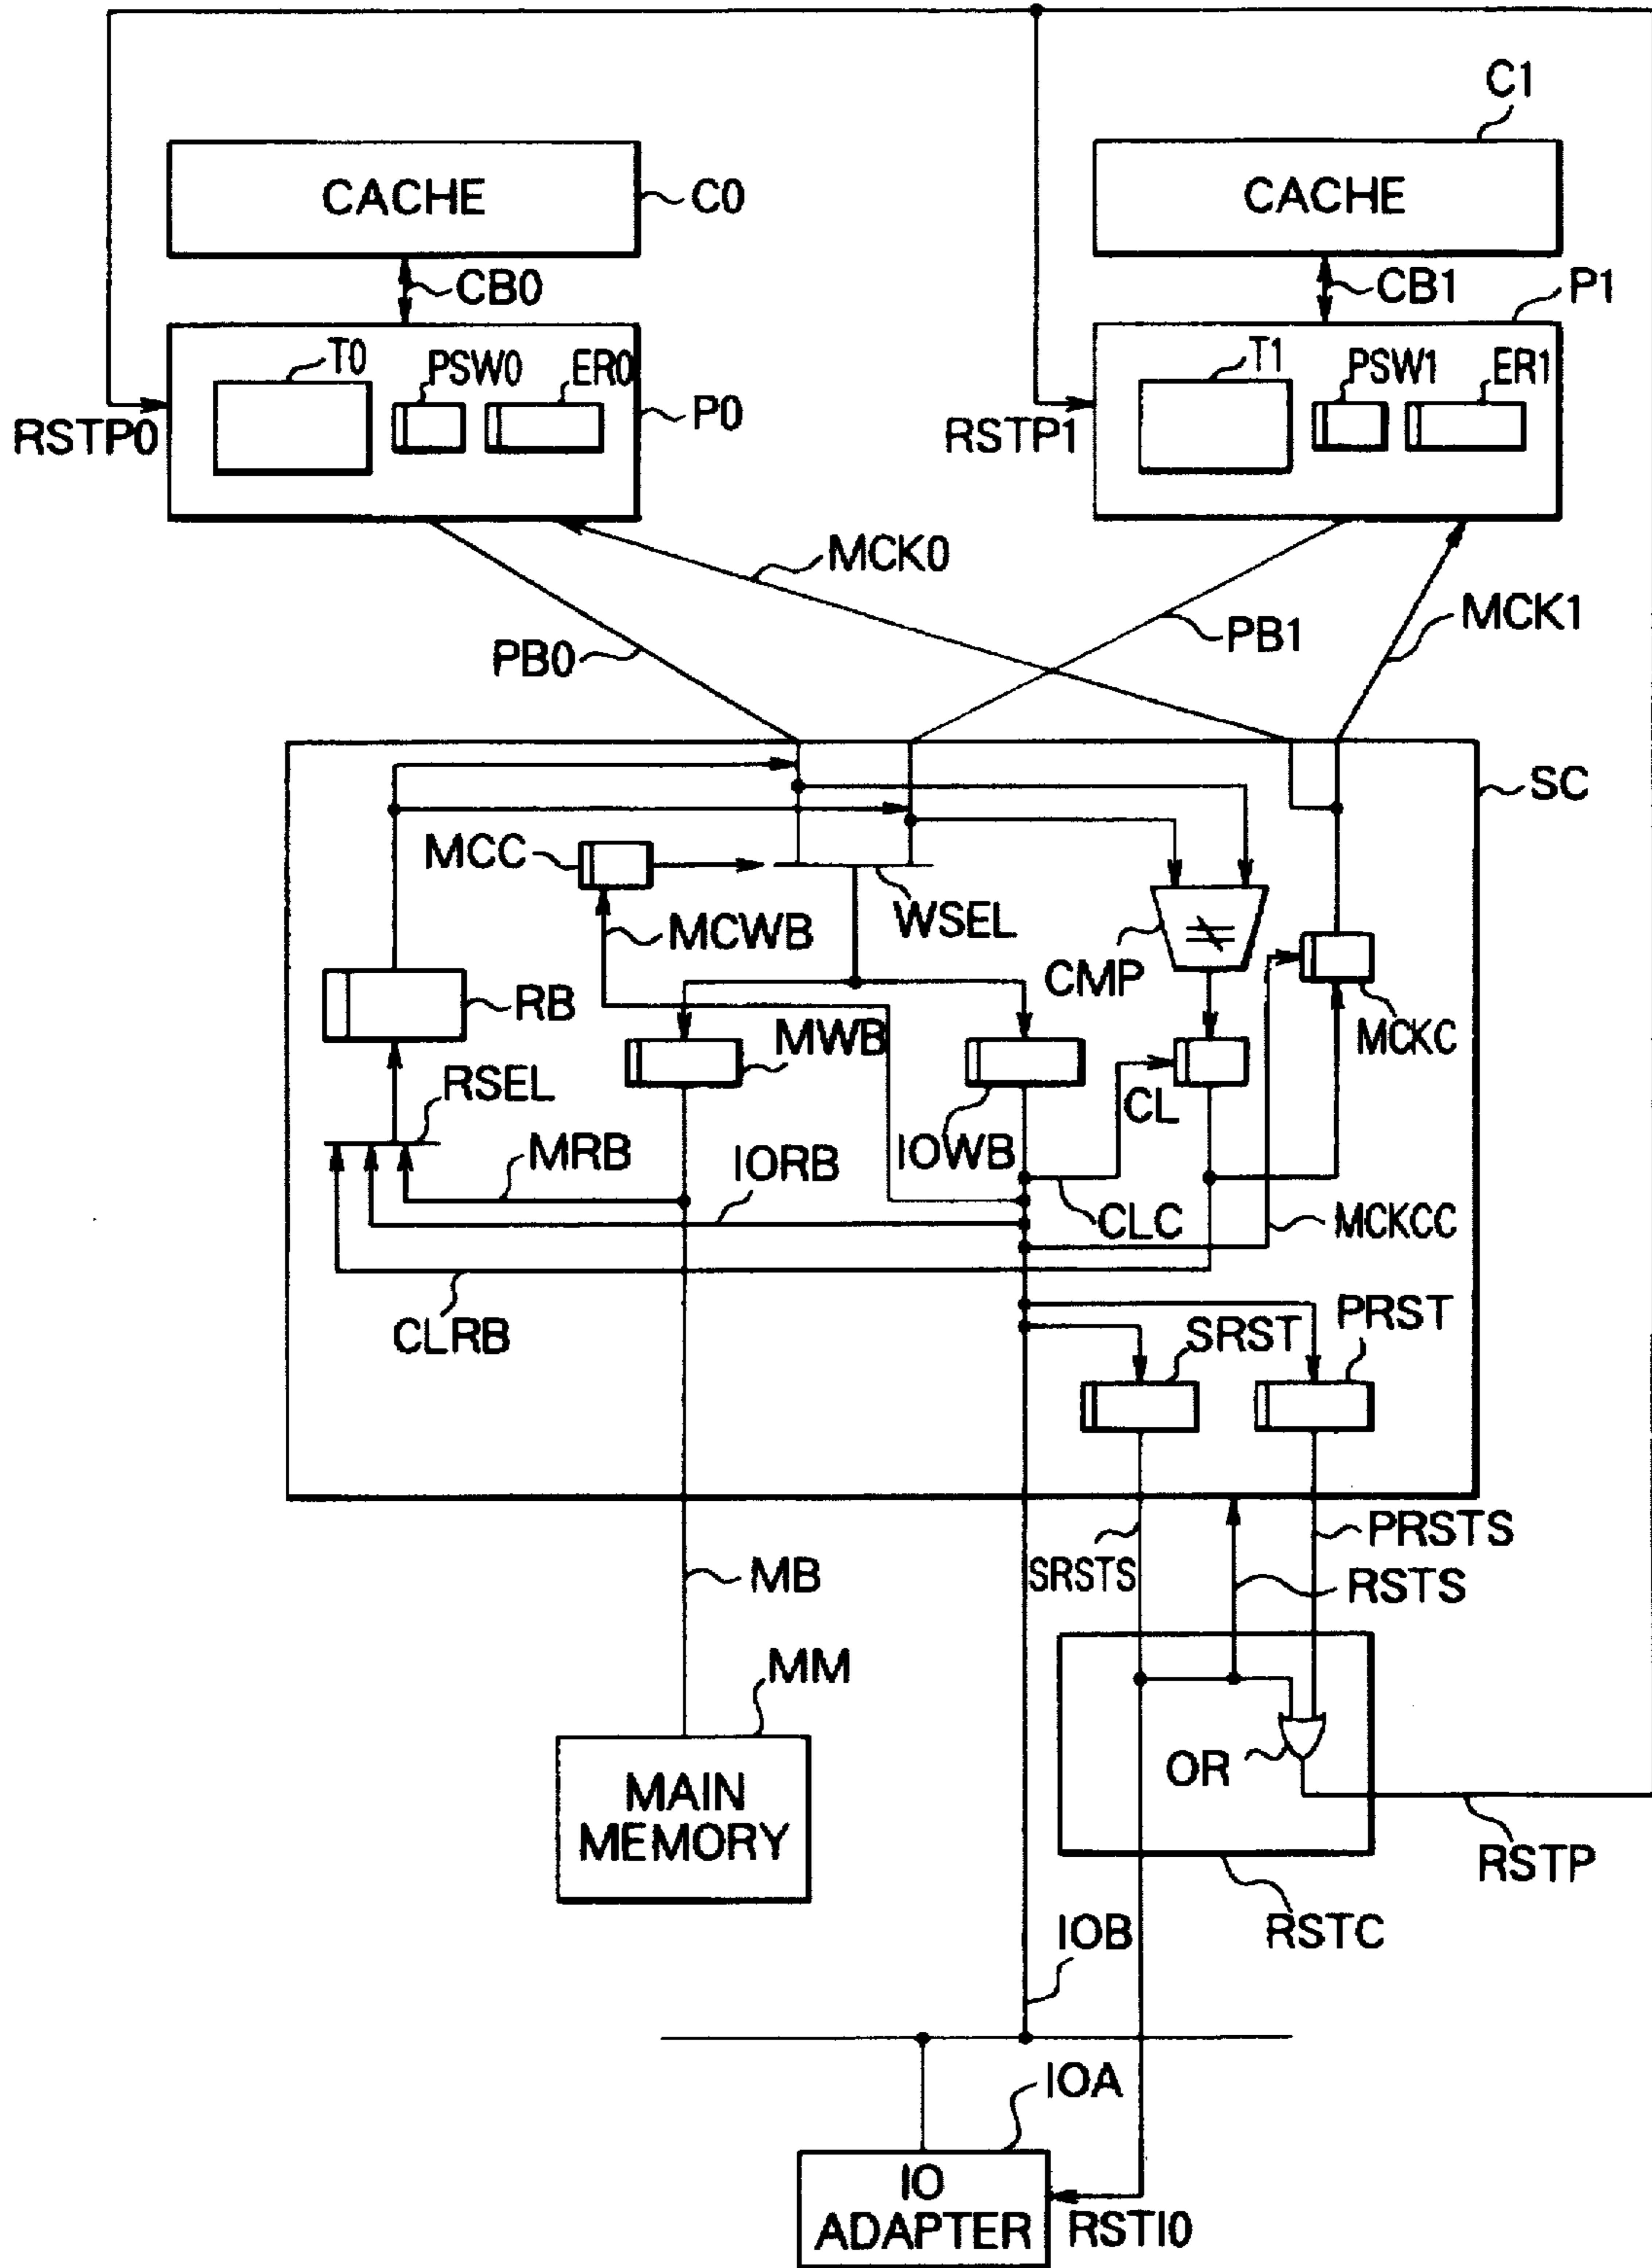 C1
CACHE
C0
CACHE
CB0
CB1
P1
T0
PSW0
ER0
P0
T1
PSW1
ER1
RSTP0
RSTP1
MCK0
MCK1
PB0
PB1
SC
MCC
WSEL
MCWB
CMP
RB
MWB
MCKC
RSEL
CL
IOWB
MRB
IORB
CLC
MCKCC
CLRB
SRST
PRST
PRSTS
SRSTS
RSTS
MB
MM
OR
MAIN
MEMORY
RSTP
RSTC
IOB
IOA
IO
ADAPTER
RSTI0